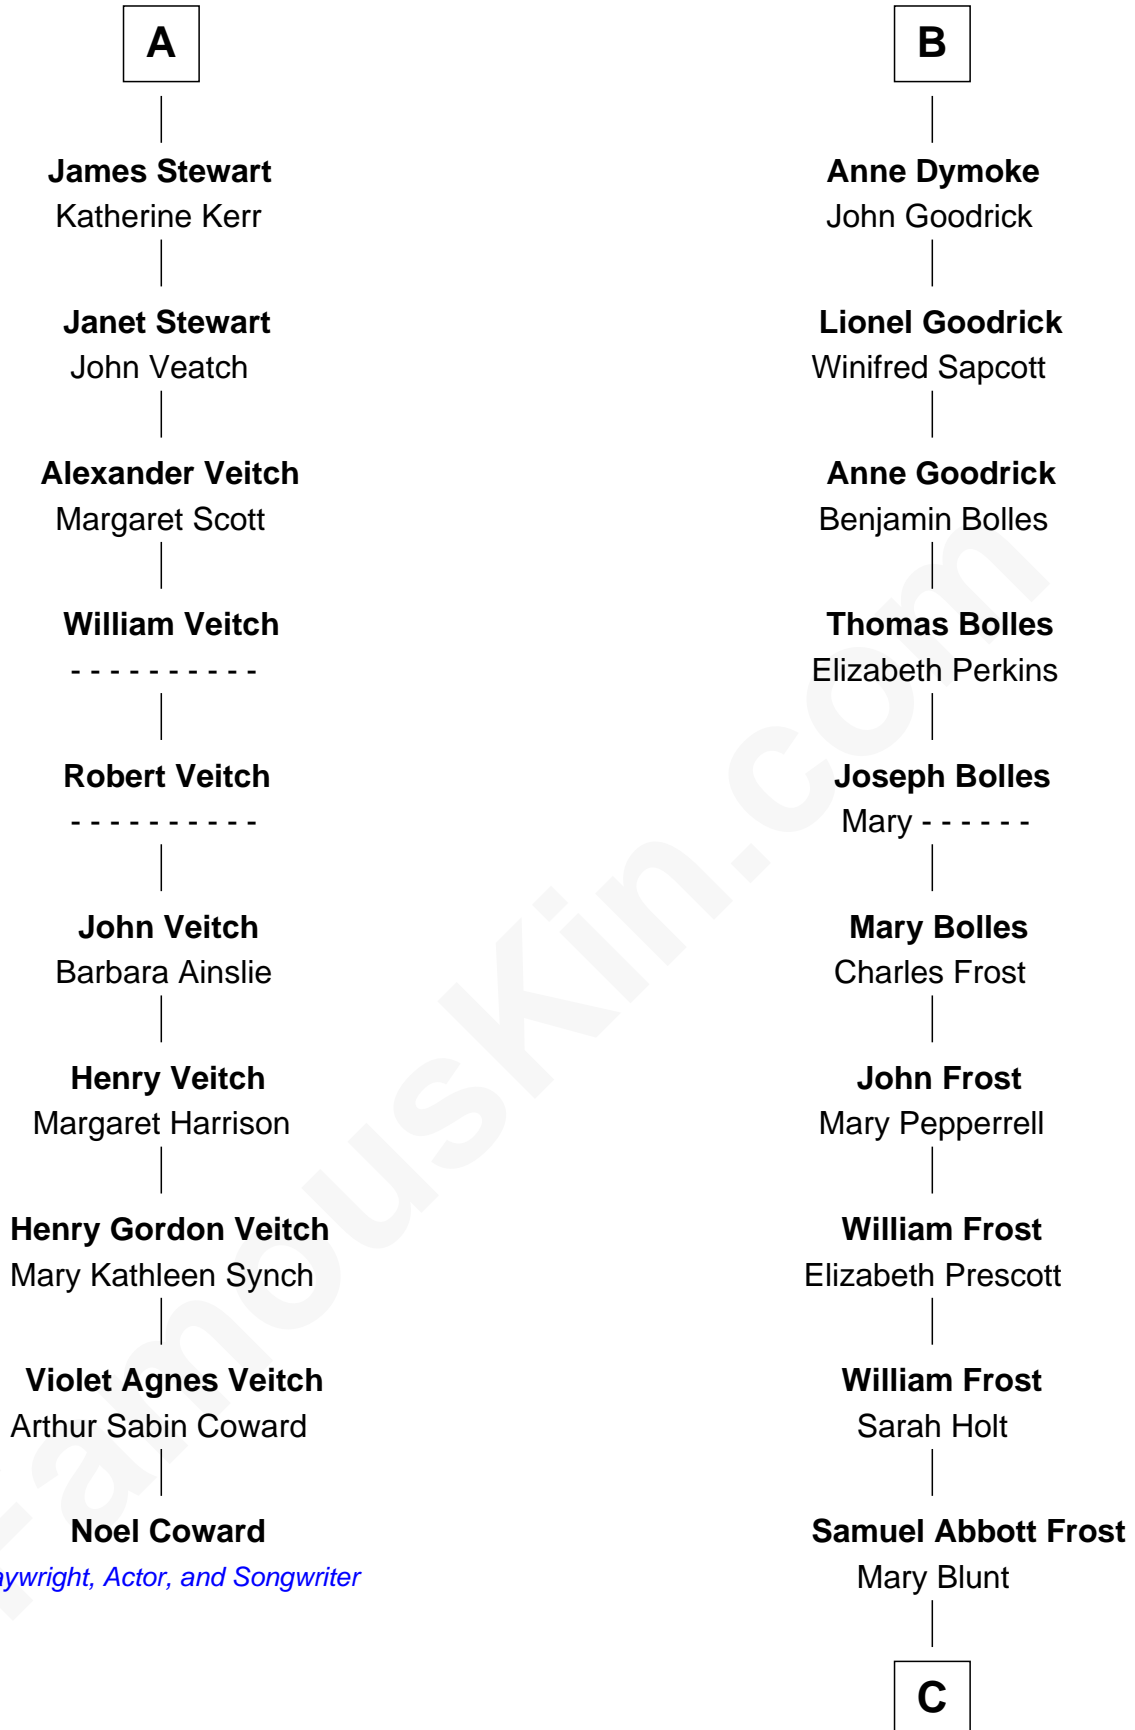 A
James Stewart
Katherine Kerr
Janet Stewart
John Veatch
Alexander Veitch
Margaret Scott
William Veitch
- - - - - - - - - -
Robert Veitch
- - - - - - - - - -
John Veitch
Barbara Ainslie
Henry Veitch
Margaret Harrison
Henry Gordon Veitch
Mary Kathleen Synch
Violet Agnes Veitch
Arthur Sabin Coward
Noel Coward
aywright, Actor, and Songwriter
B
Anne Dymoke
John Goodrick
Lionel Goodrick
Winifred Sapcott
Anne Goodrick
Benjamin Bolles
Thomas Bolles
Elizabeth Perkins
Joseph Bolles
Mary - - - - - -
Mary Bolles
Charles Frost
John Frost
Mary Pepperrell
William Frost
Elizabeth Prescott
William Frost
Sarah Holt
Samuel Abbott Frost
Mary Blunt
C
FamousKin.com